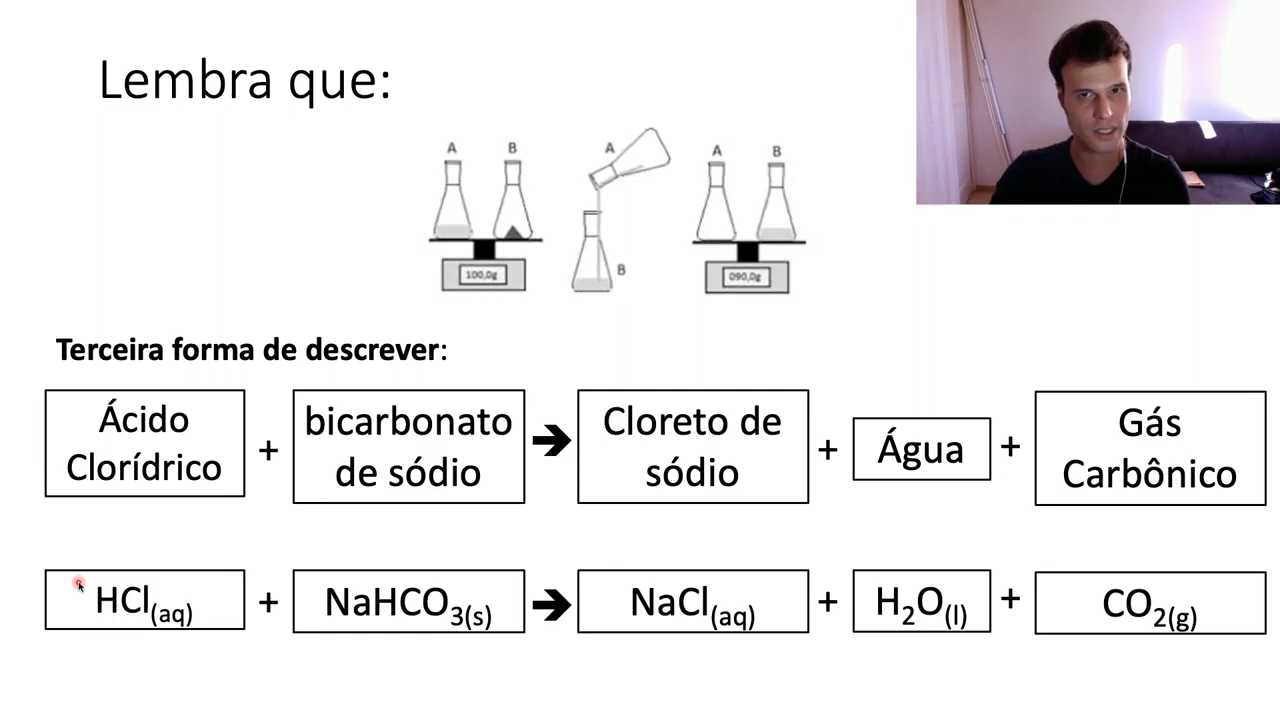 Lembra que:
A B A A B
100,0g B 090,0g
Terceira forma de descrever:
Ácido Clorídrico + bicarbonato de sódio ➔ Cloreto de sódio + Água + Gás Carbônico
HCl(aq) + NaHCO3(s) ➔ NaCl(aq) + H2O(l) + CO2(g)